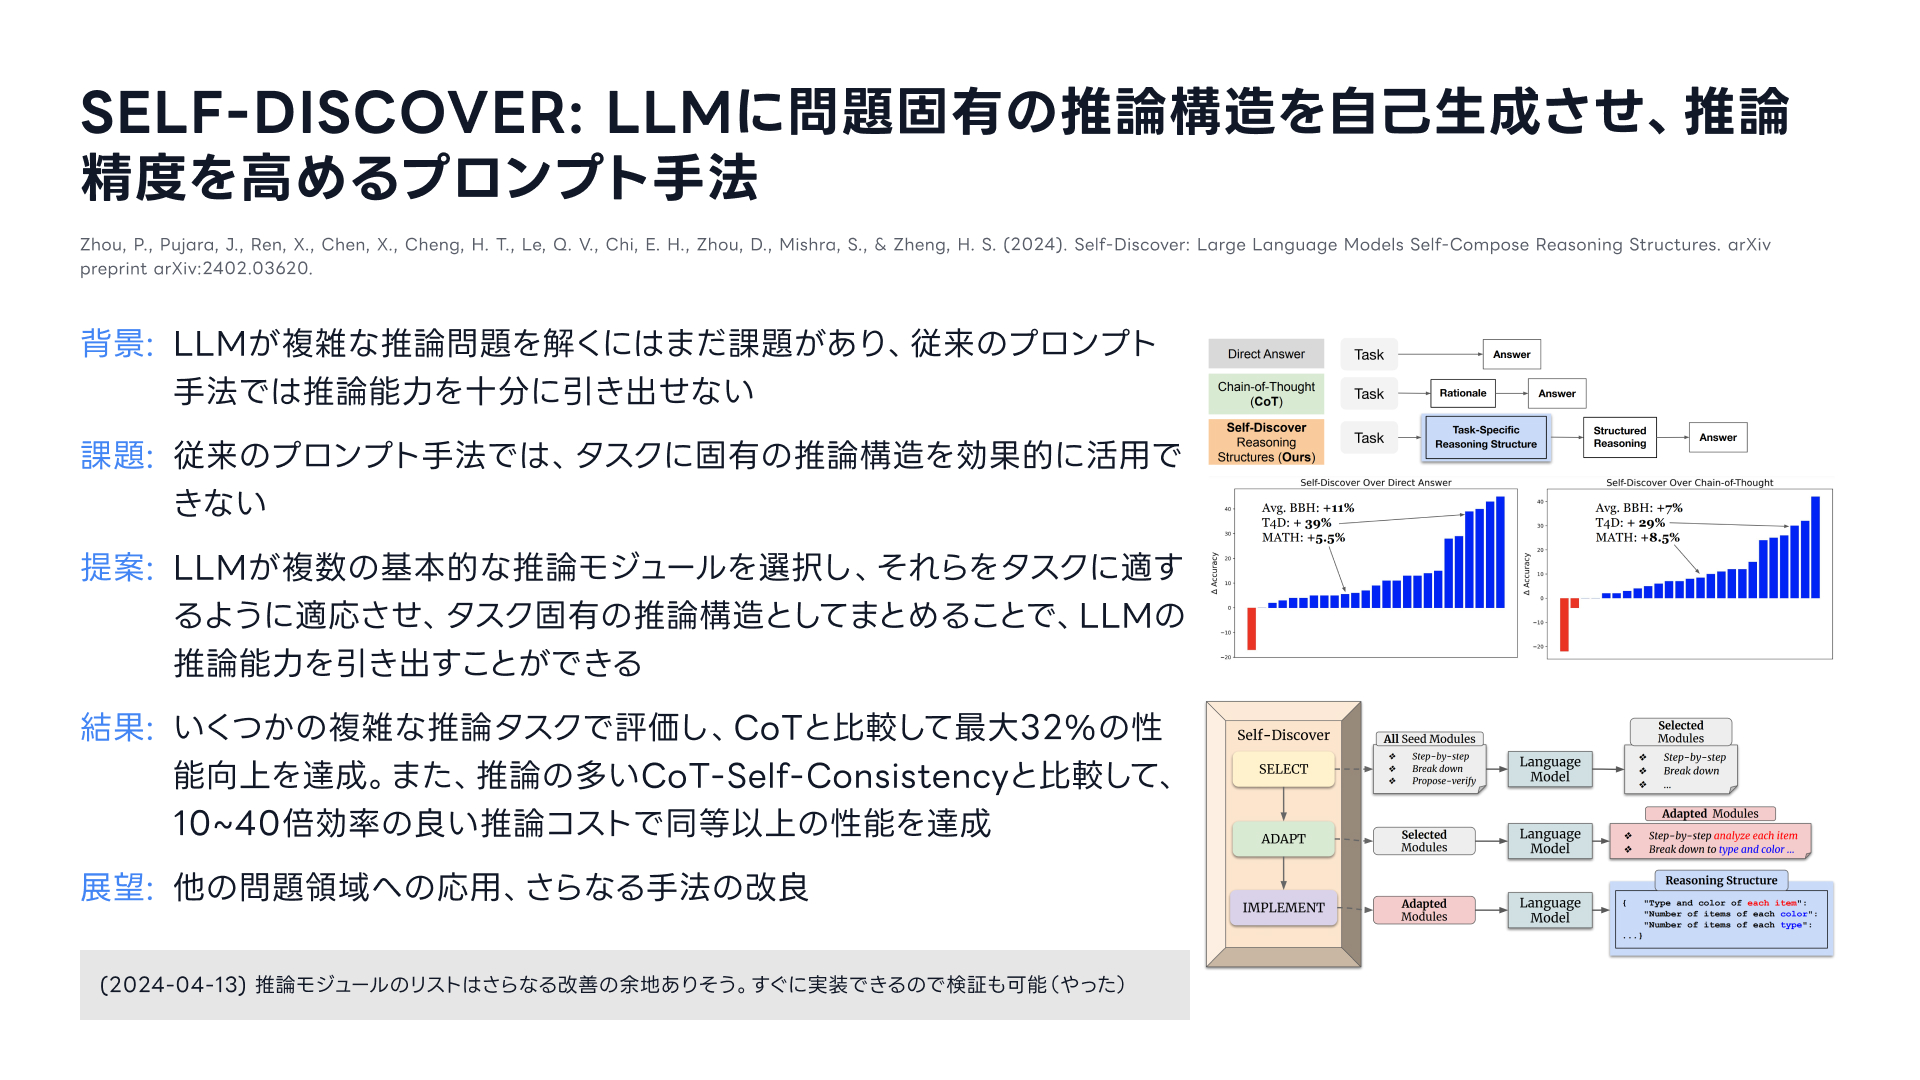 SELF-DISCOVER: LLMに問題固有の推論構造を自己生成させ、推論
精度を高めるプロンプト手法
Zhou, P., Pujara, J., Ren, X., Chen, X., Cheng, H. T., Le, Q. V., Chi, E. H., Zhou, D., Mishra, S., & Zheng, H. S. (2024). Self-Discover: Large Language Models Self-Compose Reasoning Structures. arXiv
preprint arXiv:2402.03620.
背景: LLMが複雑な推論問題を解くにはまだ課題があり、従来のプロンプト
手法では推論能力を十分に引き出せない
課題: 従来のプロンプト手法では、タスクに固有の推論構造を効果的に活用で
きない
提案: LLMが複数の基本的な推論モジュールを選択し、それらをタスクに適す
るように適応させ、タスク固有の推論構造としてまとめることで、LLMの
推論能力を引き出すことができる
結果: いくつかの複雑な推論タスクで評価し、CoTと比較して最大32%の性
能向上を達成。また、推論の多いCoT-Self-Consistencyと比較して、
10~40倍効率の良い推論コストで同等以上の性能を達成
展望: 他の問題領域への応用、さらなる手法の改良
(2024-04-13) 推論モジュールのリストはさらなる改善の余地ありそう。すぐに実装できるので検証も可能（やった）
Direct Answer
Task
Answer
Chain-of-Thought
(CoT)
Task
Rationale
Answer
Self-Discover
Reasoning
Structures (Ours)
Task
Task-Specific
Reasoning Structure
Structured
Reasoning
Answer
Self-Discover Over Direct Answer
Avg. BBH: +11%
T4D: + 39%
MATH: +5.5%
Δ Accuracy
40
30
20
10
0
−10
−20
Self-Discover Over Chain-of-Thought
Avg. BBH: +7%
T4D: + 29%
MATH: +8.5%
Δ Accuracy
40
30
20
10
0
−10
−20
Self-Discover
SELECT
ADAPT
IMPLEMENT
All Seed Modules
❖ Step-by-step
❖ Break down
❖ Propose-verify
Language
Model
Selected
Modules
❖ Step-by-step
❖ Break down
❖ ...
Selected
Modules
Language
Model
Adapted Modules
❖ Step-by-step analyze each item
❖ Break down to type and color ...
Adapted
Modules
Language
Model
Reasoning Structure
{ "Type and color of each item":
"Number of items of each color":
"Number of items of each type":
...}